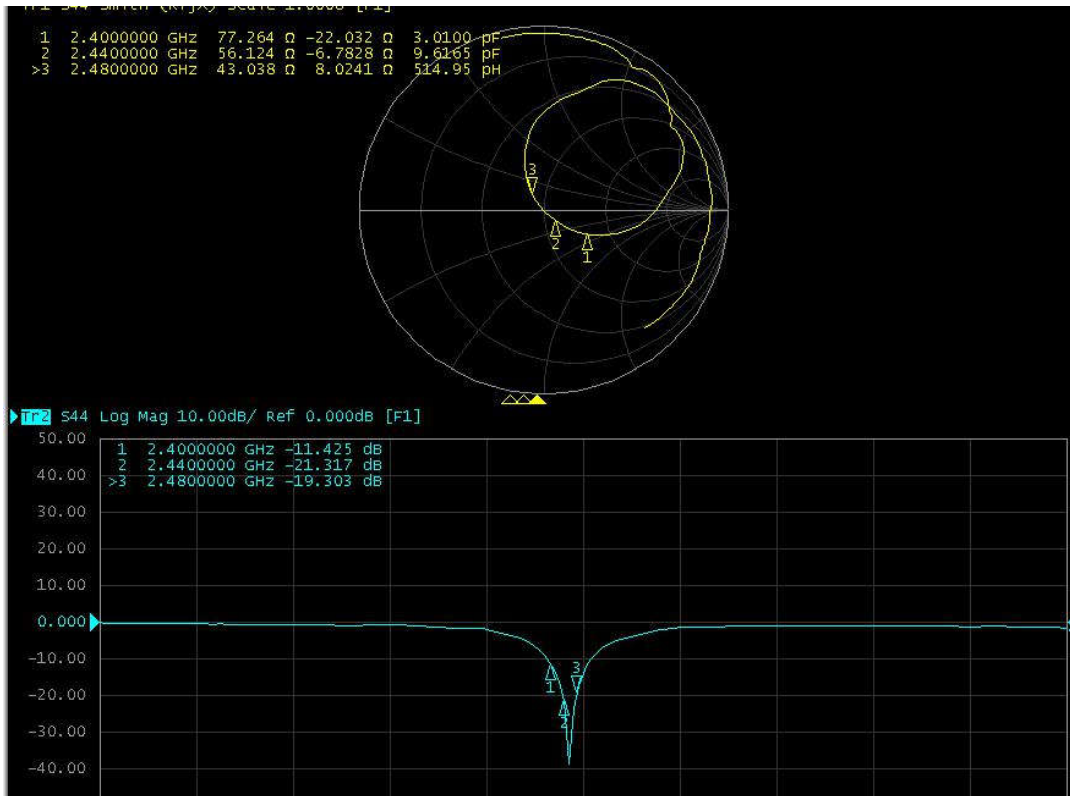 1 2.4000000 GHz 77.264 Ω -22.032 Ω 3.0100 pF
2 2.4400000 GHz 56.124 Ω -6.7828 Ω 9.6165 pF
>3 2.4800000 GHz 43.038 Ω 8.0241 Ω 514.95 pH
3
2
1
Tr2 S44 Log Mag 10.00dB/ Ref 0.000dB [F1]
50.00
1 2.4000000 GHz -11.425 dB
2 2.4400000 GHz -21.317 dB
>3 2.4800000 GHz -19.303 dB
40.00
30.00
20.00
10.00
0.000
-10.00
3
1
-20.00
2
-30.00
-40.00